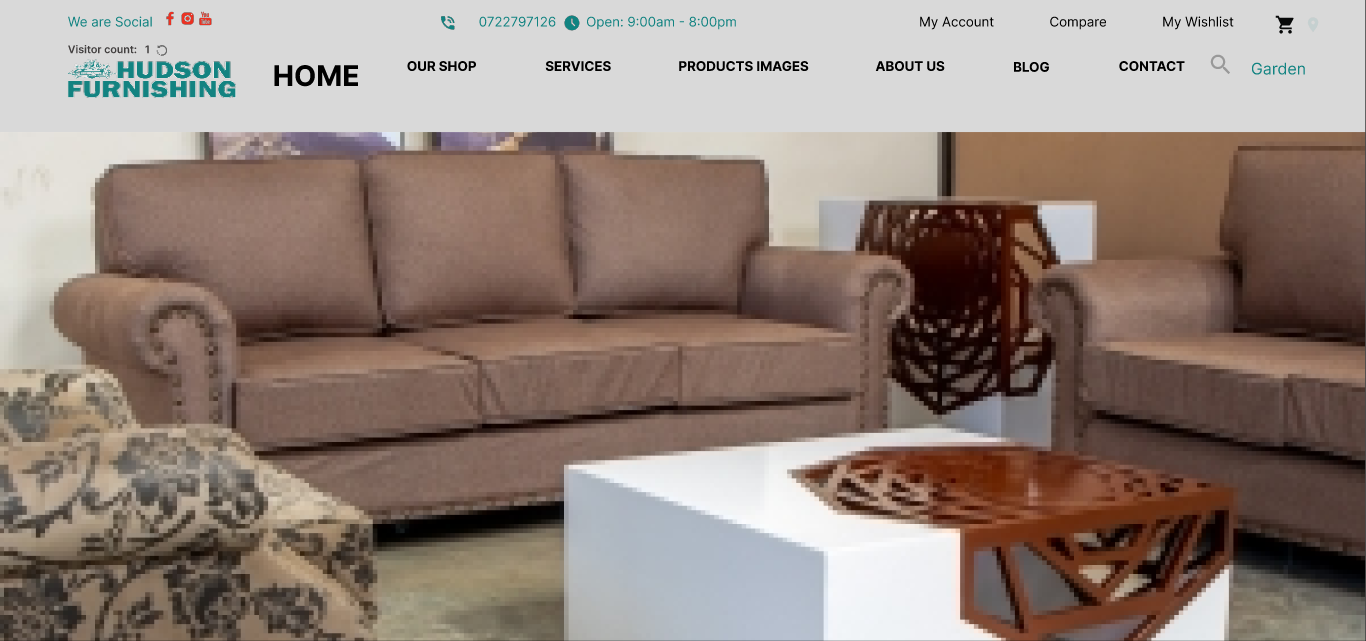 We are Social
0722797126 Open: 9:00am - 8:00pm
My Account
Compare
My Wishlist
Visitor count: 1
HUDSON
FURNISHING
HOME
OUR SHOP
SERVICES
PRODUCTS IMAGES
ABOUT US
BLOG
CONTACT
Garden